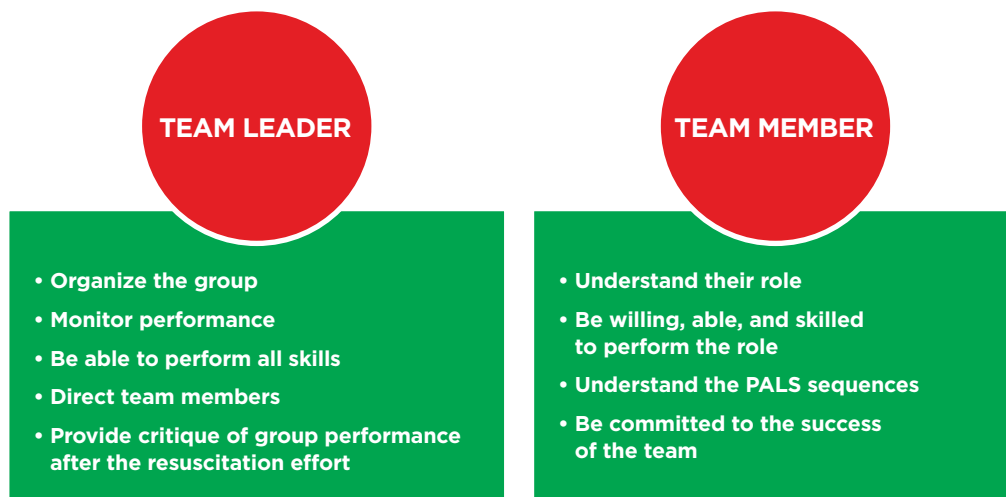 TEAM LEADER
• Organize the group
• Monitor performance
• Be able to perform all skills
• Direct team members
• Provide critique of group performance
after the resuscitation effort
TEAM MEMBER
• Understand their role
• Be willing, able, and skilled
to perform the role
• Understand the PALS sequences
• Be committed to the success
of the team